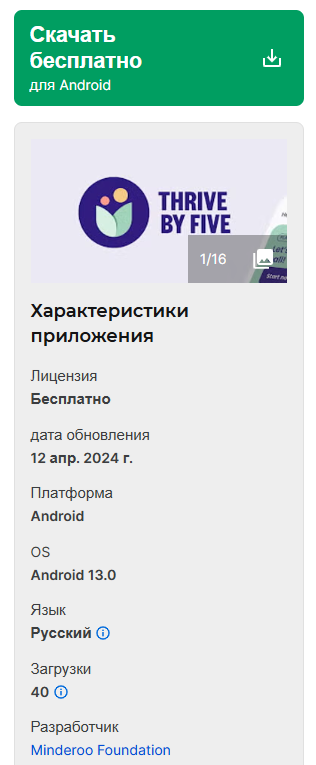 Скачать
бесплатно
для Android
THRIVE
BY FIVE
1/16
Характеристики
приложения
Лицензия
Бесплатно
дата обновления
12 апр. 2024 г.
Платформа
Android
OS
Android 13.0
Язык
Русский
Загрузки
40
Разработчик
Minderoo Foundation